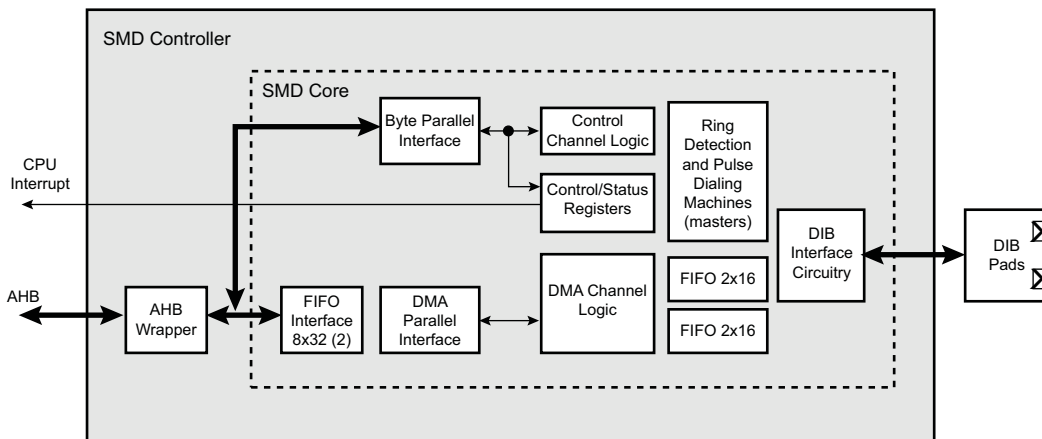 SMD Controller
SMD Core
Byte Parallel
Interface
Control
Channel Logic
Ring
Detection
and Pulse
Dialing
Machines
(masters)
CPU
Interrupt
Control/Status
Registers
DIB
Interface
Circuitry
DIB
Pads
AHB
AHB
Wrapper
FIFO
Interface
8x32 (2)
DMA
Parallel
Interface
DMA Channel
Logic
FIFO 2x16
FIFO 2x16